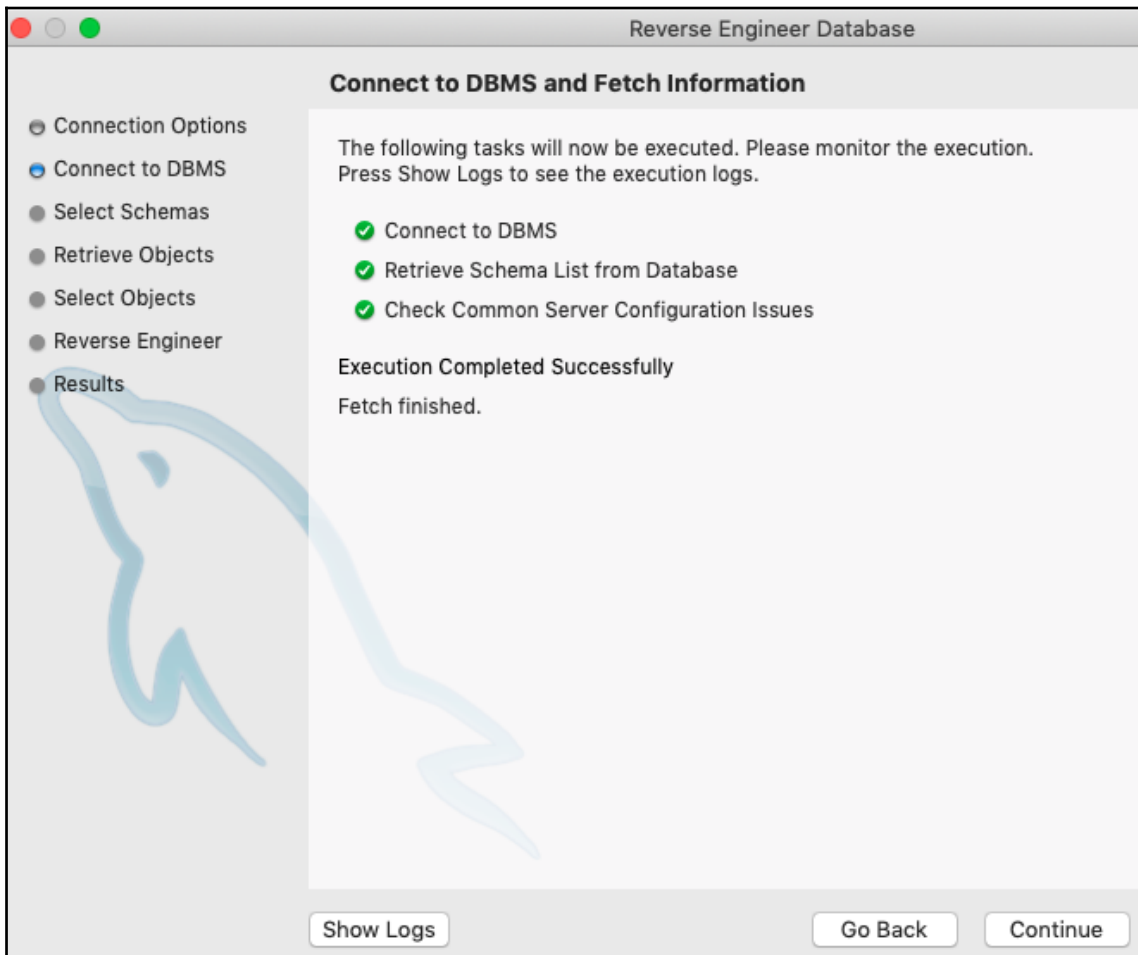 Reverse Engineer Database
Connect to DBMS and Fetch Information
Connection Options
Connect to DBMS
Select Schemas
Retrieve Objects
Select Objects
Reverse Engineer
Results
The following tasks will now be executed. Please monitor the execution.
Press Show Logs to see the execution logs.
Connect to DBMS
Retrieve Schema List from Database
Check Common Server Configuration Issues
Execution Completed Successfully
Fetch finished.
Show Logs
Go Back
Continue